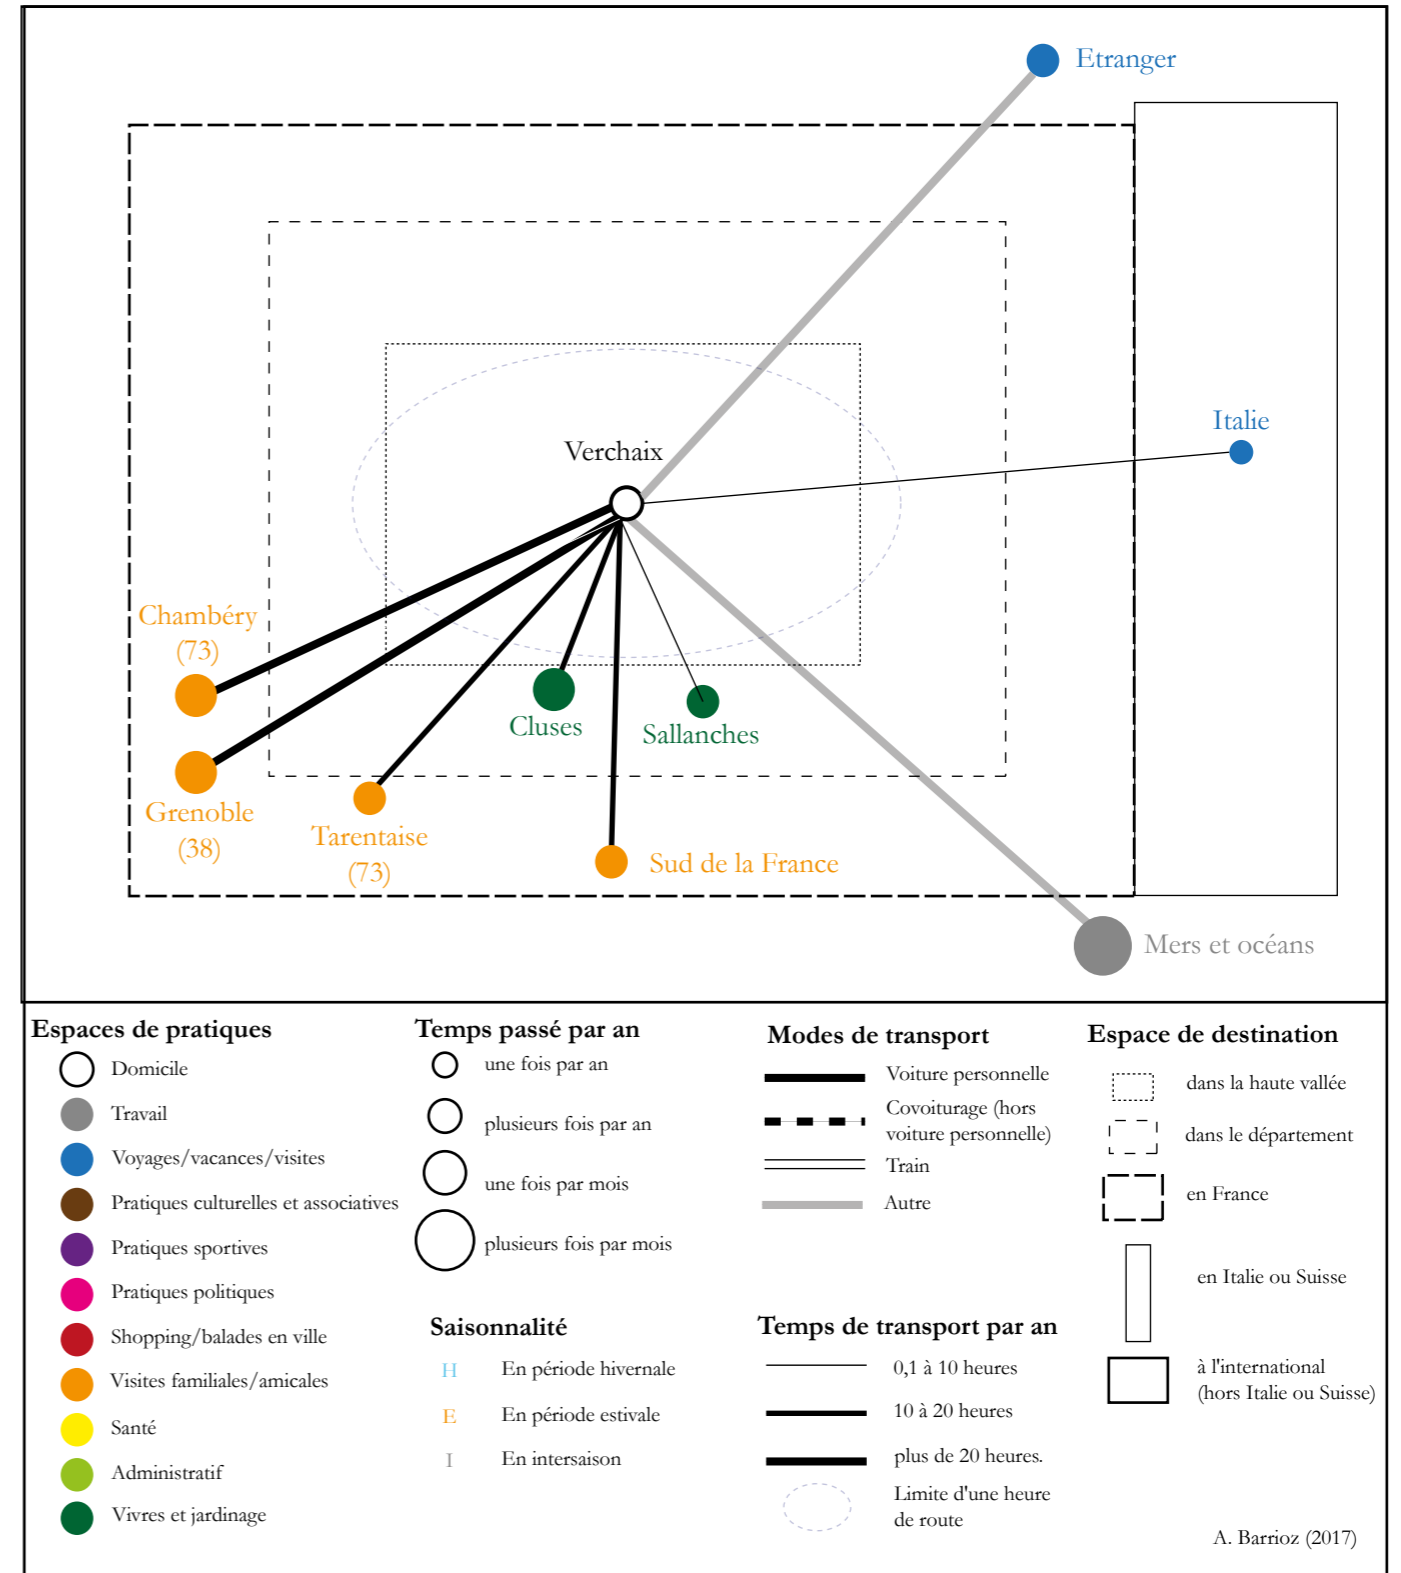 Etranger
Italie
Verchaix
Chambéry
(73)
Cluses
Sallanches
Grenoble
(38)
Tarentaise
(73)
Sud de la France
Mers et océans
Espaces de pratiques
Domicile
Travail
Voyages/vacances/visites
Pratiques culturelles et associatives
Pratiques sportives
Pratiques politiques
Shopping/balades en ville
Visites familiales/amicales
Santé
Administratif
Vivres et jardinage
Temps passé par an
une fois par an
plusieurs fois par an
une fois par mois
plusieurs fois par mois
Saisonnalité
H En période hivernale
E En période estivale
I En intersaison
Modes de transport
Voiture personnelle
Covoiturage (hors
voiture personnelle)
Train
Autre
Temps de transport par an
0,1 à 10 heures
10 à 20 heures
plus de 20 heures.
Limite d'une heure
de route
Espace de destination
dans la haute vallée
dans le département
en France
en Italie ou Suisse
à l'international
(hors Italie ou Suisse)
A. Barrioz (2017)